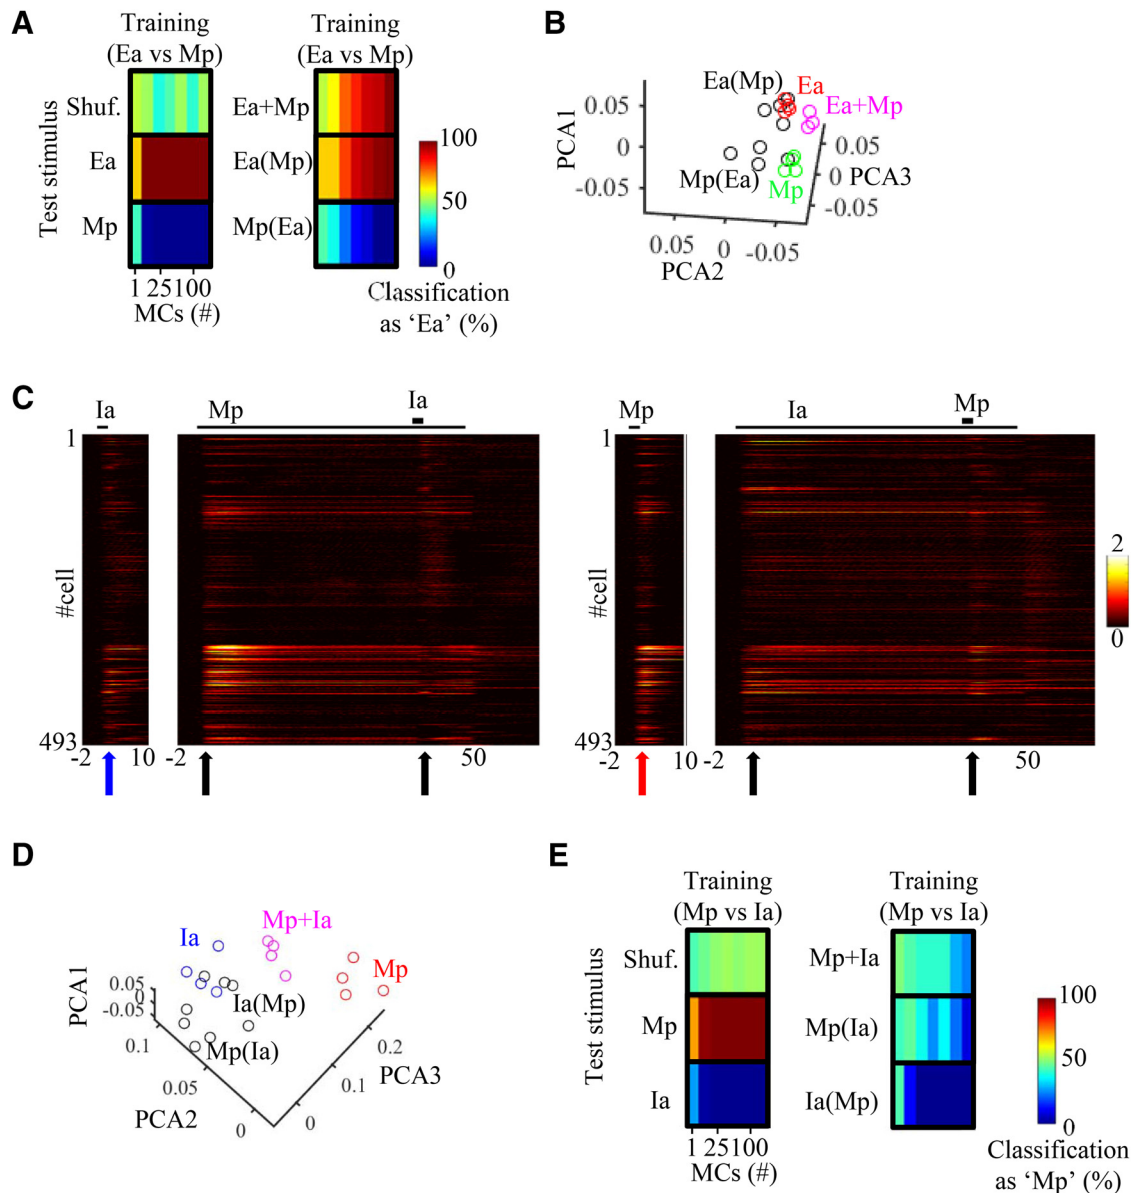 A
Training
(Ea vs Mp)
Training
(Ea vs Mp)
Test stimulus
Shuf.
Ea
Mp
Ea+Mp
Ea(Mp)
Mp(Ea)
1 25100
MCs (#)
100
50
0
Classification
as ‘Ea’ (%)
B
PCA1
0.05
0
-0.05
Ea(Mp)
Ea
Ea+Mp
Mp(Ea)
Mp
0.05
0 PCA3
-0.05
0.05 0 -0.05
PCA2
C
Ia
Mp
Ia
1
#cell
493
-2 10 -2 50
Mp
Ia
Mp
1
#cell
493
-2 10 -2 50
2
0
D
Ia
Mp+Ia
Mp
Ia(Mp)
Mp(Ia)
PCA1
0.05
0
-0.05
0.1
0.05
0
PCA2
0.2
0.1
0
PCA3
E
Training
(Mp vs Ia)
Training
(Mp vs Ia)
Test stimulus
Shuf.
Mp
Ia
Mp+Ia
Mp(Ia)
Ia(Mp)
1 25100
MCs (#)
100
50
0
Classification
as ‘Mp’ (%)